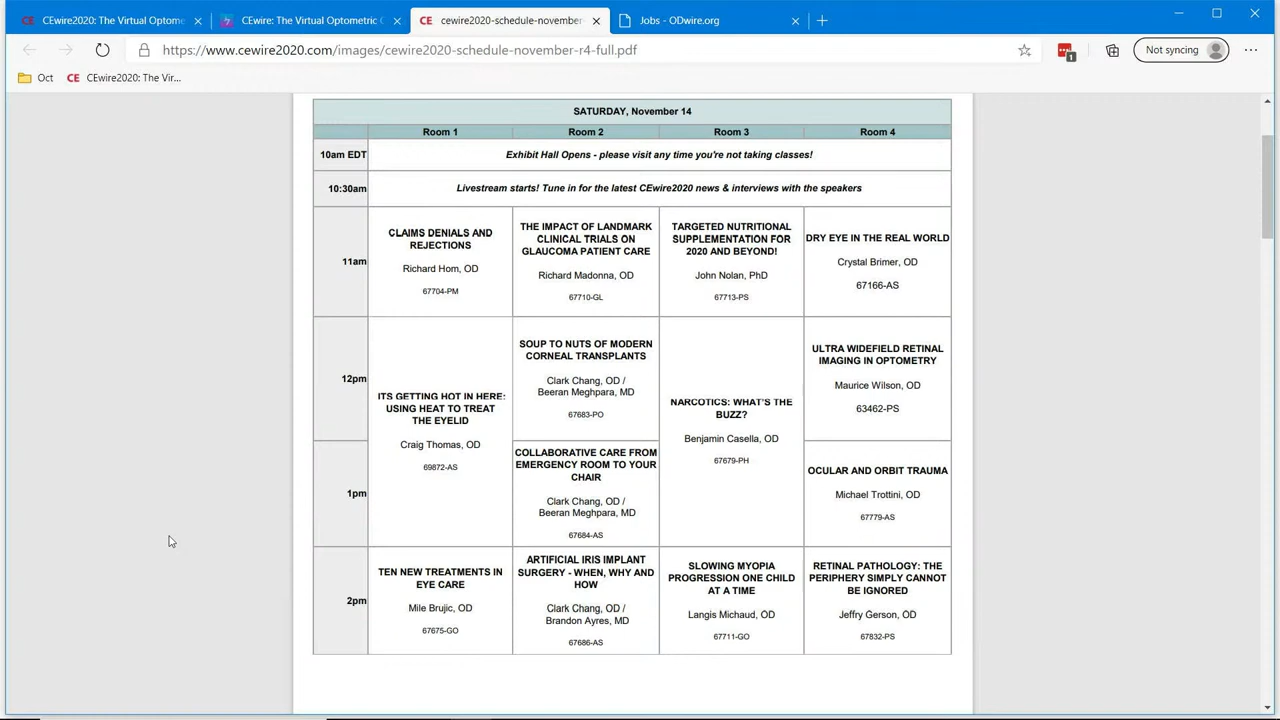 CEwire2020: The Virtual Optome
CEwire: The Virtual Optometric C
cewire2020-schedule-november-
Jobs - ODwire.org
https://www.cewire2020.com/images/cewire2020-schedule-november-r4-full.pdf
1
Not syncing
Oct
CE CEwire2020: The Vir...
SATURDAY, November 14
Room 1 Room 2 Room 3 Room 4
10am EDT
Exhibit Hall Opens - please visit any time you're not taking classes!
10:30am
Livestream starts! Tune in for the latest CEwire2020 news & interviews with the speakers
11am
CLAIMS DENIALS AND
REJECTIONS
Richard Hom, OD
67704-PM
THE IMPACT OF LANDMARK
CLINICAL TRIALS ON
GLAUCOMA PATIENT CARE
Richard Madonna, OD
67710-GL
TARGETED NUTRITIONAL
SUPPLEMENTATION FOR
2020 AND BEYOND!
John Nolan, PhD
67713-PS
DRY EYE IN THE REAL WORLD
Crystal Brimer, OD
67166-AS
12pm
ITS GETTING HOT IN HERE:
USING HEAT TO TREAT
THE EYELID
Craig Thomas, OD
69872-AS
SOUP TO NUTS OF MODERN
CORNEAL TRANSPLANTS
Clark Chang, OD /
Beeran Meghpara, MD
67683-PO
NARCOTICS: WHAT'S THE
BUZZ?
Benjamin Casella, OD
67679-PH
ULTRA WIDEFIELD RETINAL
IMAGING IN OPTOMETRY
Maurice Wilson, OD
63462-PS
1pm
COLLABORATIVE CARE FROM
EMERGENCY ROOM TO YOUR
CHAIR
Clark Chang, OD /
Beeran Meghpara, MD
67684-AS
OCULAR AND ORBIT TRAUMA
Michael Trottini, OD
67779-AS
2pm
TEN NEW TREATMENTS IN
EYE CARE
Mile Brujic, OD
67675-GO
ARTIFICIAL IRIS IMPLANT
SURGERY - WHEN, WHY AND
HOW
Clark Chang, OD /
Brandon Ayres, MD
67686-AS
SLOWING MYOPIA
PROGRESSION ONE CHILD
AT A TIME
Langis Michaud, OD
67711-GO
RETINAL PATHOLOGY: THE
PERIPHERY SIMPLY CANNOT
BE IGNORED
Jeffry Gerson, OD
67832-PS